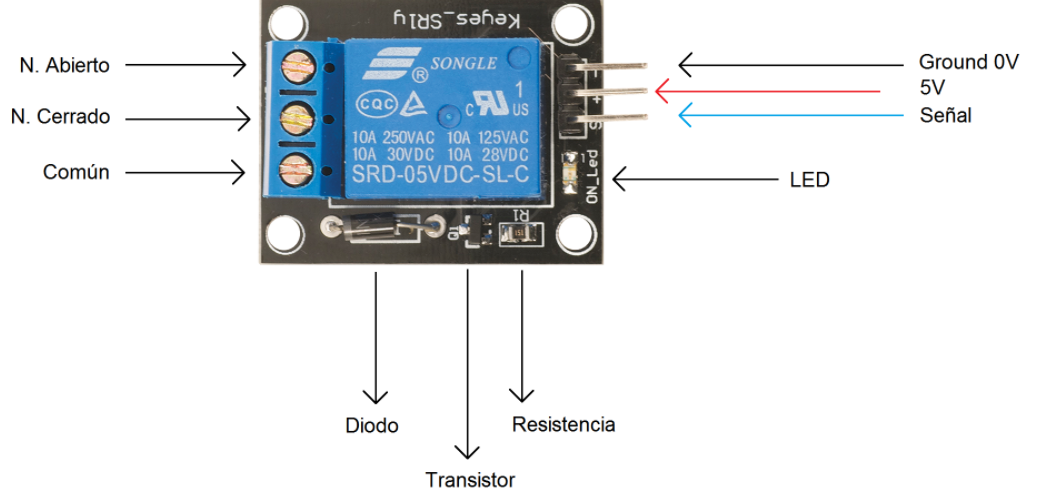 Keyes_SR1y
N. Abierto
N. Cerrado
Común
SONGLE
®
CQC
C US
1
10A 250VAC 10A 125VAC
10A 30VDC 10A 28VDC
SRD-05VDC-SL-C
-
+
S
ON_Led
Q1
R1
151
Ground 0V
5V
Señal
LED
Diodo
Resistencia
Transistor